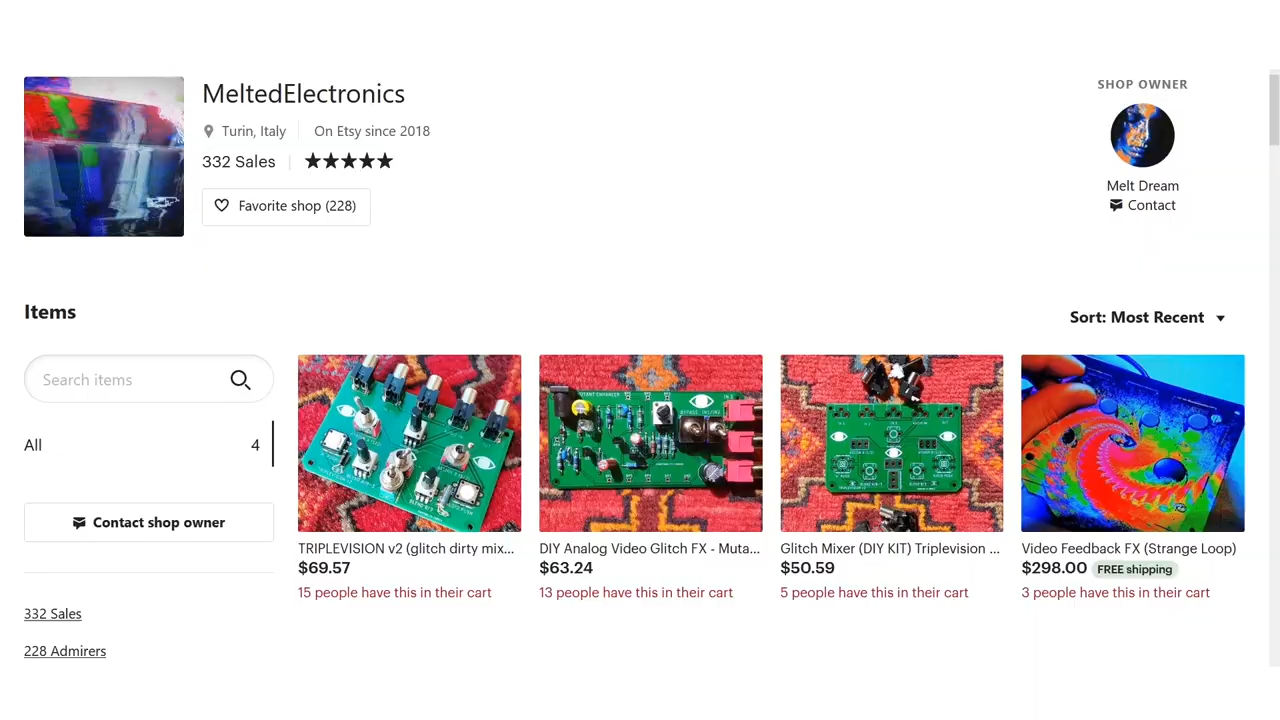 MeltedElectronics
Turin, Italy
On Etsy since 2018
332 Sales
Favorite shop (228)
SHOP OWNER
Melt Dream
Contact
Items
Sort: Most Recent
Search items
All
4
Contact shop owner
332 Sales
228 Admirers
TRIPLEVISION v2 (glitch dirty mix...
$69.57
15 people have this in their cart
DIY Analog Video Glitch FX - Muta...
$63.24
13 people have this in their cart
Glitch Mixer (DIY KIT) Triplevision ...
$50.59
5 people have this in their cart
Video Feedback FX (Strange Loop)
$298.00 FREE shipping
3 people have this in their cart